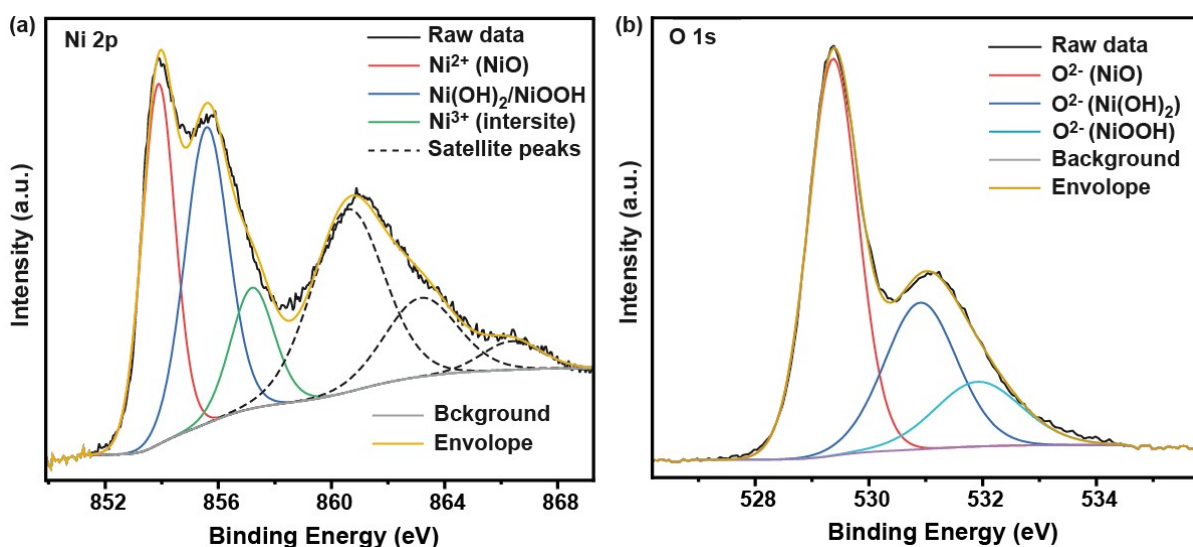 (a)
Ni 2p
Raw data
Ni²⁺ (NiO)
Ni(OH)₂/NiOOH
Ni³⁺ (intersite)
Satellite peaks
Bckground
Envolope
Intensity (a.u.)
852 856 860 864 868
Binding Energy (eV)
(b)
O 1s
Raw data
O²⁻ (NiO)
O²⁻ (Ni(OH)₂)
O²⁻ (NiOOH)
Background
Envolope
Intensity (a.u.)
528 530 532 534
Binding Energy (eV)